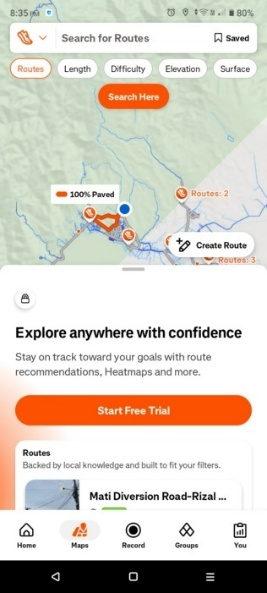 8:35 PM 80%
Search for Routes Saved
Routes Length Difficulty Elevation Surface
Search Here
100% Paved
Routes: 2
Create Route
Routes: 3
Explore anywhere with confidence
Stay on track toward your goals with route
recommendations, Heatmaps and more.
Start Free Trial
Routes
Backed by local knowledge and built to fit your filters.
Mati Diversion Road-Rizal ...
Home Maps Record Groups You